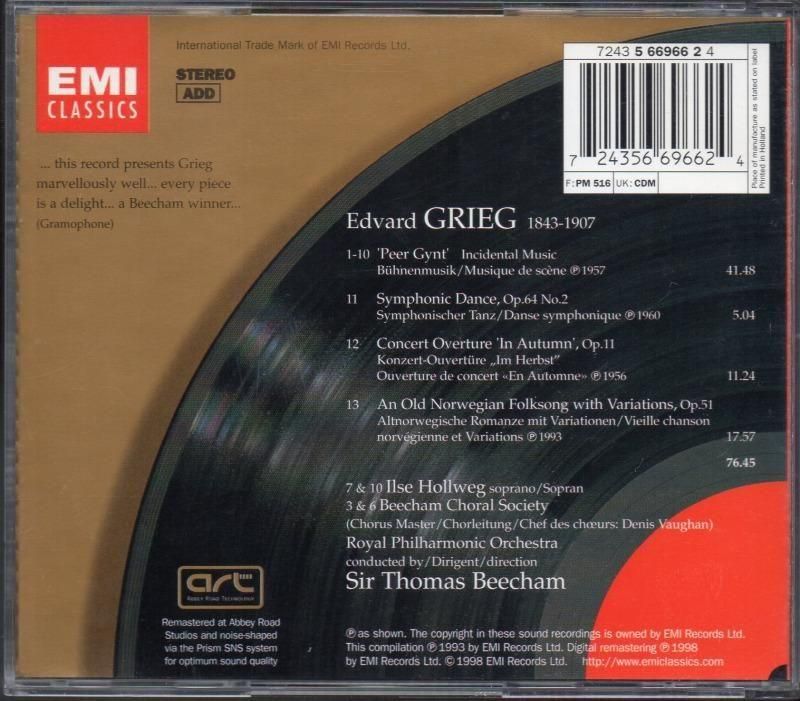 EMI
CLASSICS
International Trade Mark of EMI Records Ltd.
STEREO
ADD
... this record presents Grieg
marvellously well... every piece
is a delight... a Beecham winner...
(Gramophone)
7243 5 66966 2 4
7 24356 69662 4
F: PM 516 UK: CDM
Place of manufacture as stated on label
Printed in Holland
Edvard GRIEG 1843-1907
1-10 'Peer Gynt' Incidental Music
Bühnenmusik/Musique de scène ℗ 1957 41.48
11 Symphonic Dance, Op.64 No.2
Symphonischer Tanz/Danse symphonique ℗ 1960 5.04
12 Concert Overture 'In Autumn', Op.11
Konzert-Ouvertüre „Im Herbst"
Ouverture de concert «En Automne» ℗ 1956 11.24
13 An Old Norwegian Folksong with Variations, Op.51
Altnorwegische Romanze mit Variationen/Vieille chanson
norvégienne et Variations ℗ 1993 17.57
76.45
7 & 10 Ilse Hollweg soprano/Sopran
3 & 6 Beecham Choral Society
(Chorus Master/Chorleitung/Chef des chœurs: Denis Vaughan)
Royal Philharmonic Orchestra
conducted by/Dirigent/direction
Sir Thomas Beecham
art
ABBEY ROAD TECHNOLOGY
Remastered at Abbey Road
Studios and noise-shaped
via the Prism SNS system
for optimum sound quality
℗ as shown. The copyright in these sound recordings is owned by EMI Records Ltd.
This compilation ℗ 1993 by EMI Records Ltd. Digital remastering ℗ 1998
by EMI Records Ltd. © 1998 EMI Records Ltd. http://www.emiclassics.com